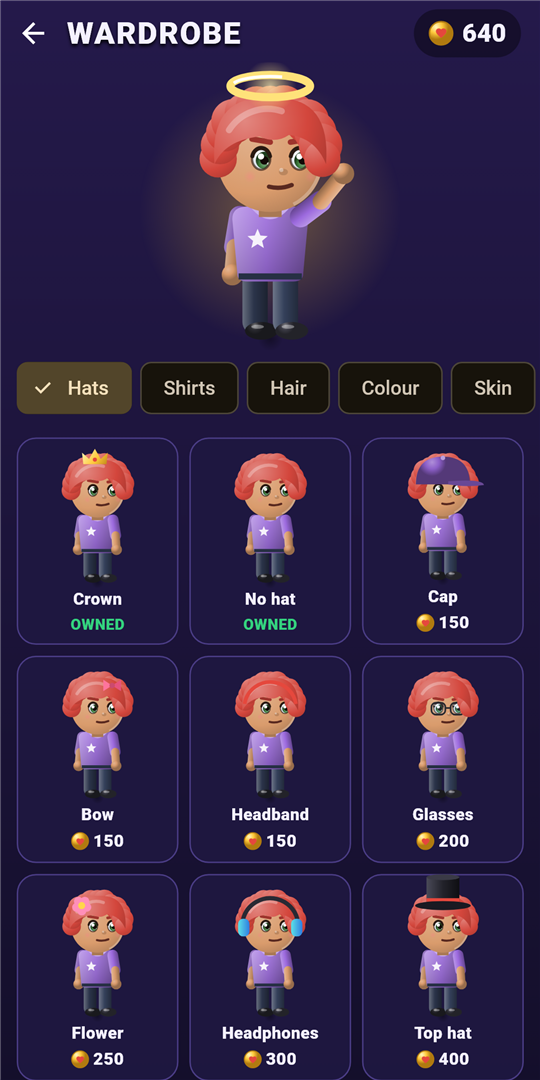 WARDROBE
640
Hats
Shirts
Hair
Colour
Skin
Crown
OWNED
No hat
OWNED
Cap
150
Bow
150
Headband
150
Glasses
200
Flower
250
Headphones
300
Top hat
400